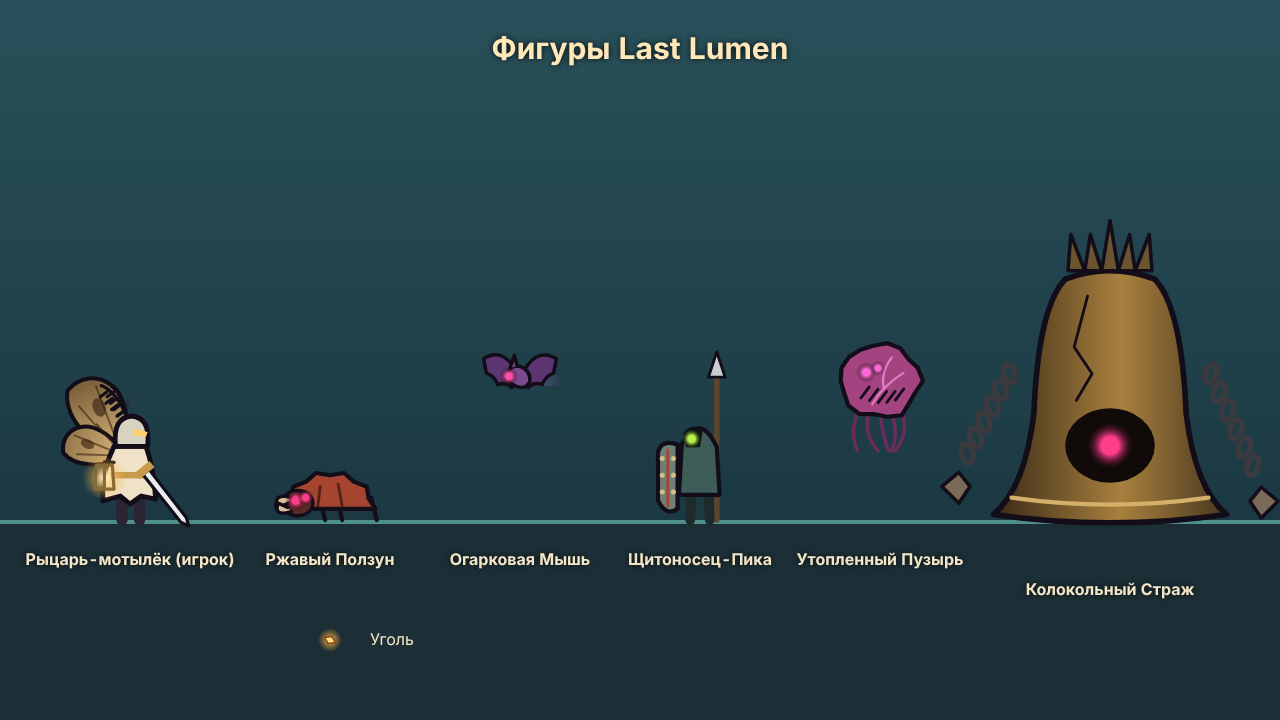 Фигуры Last Lumen
Рыцарь-мотылёк (игрок)
Ржавый Ползун
Огарковая Мышь
Щитоносец-Пика
Утопленный Пузырь
Колокольный Страж
Уголь